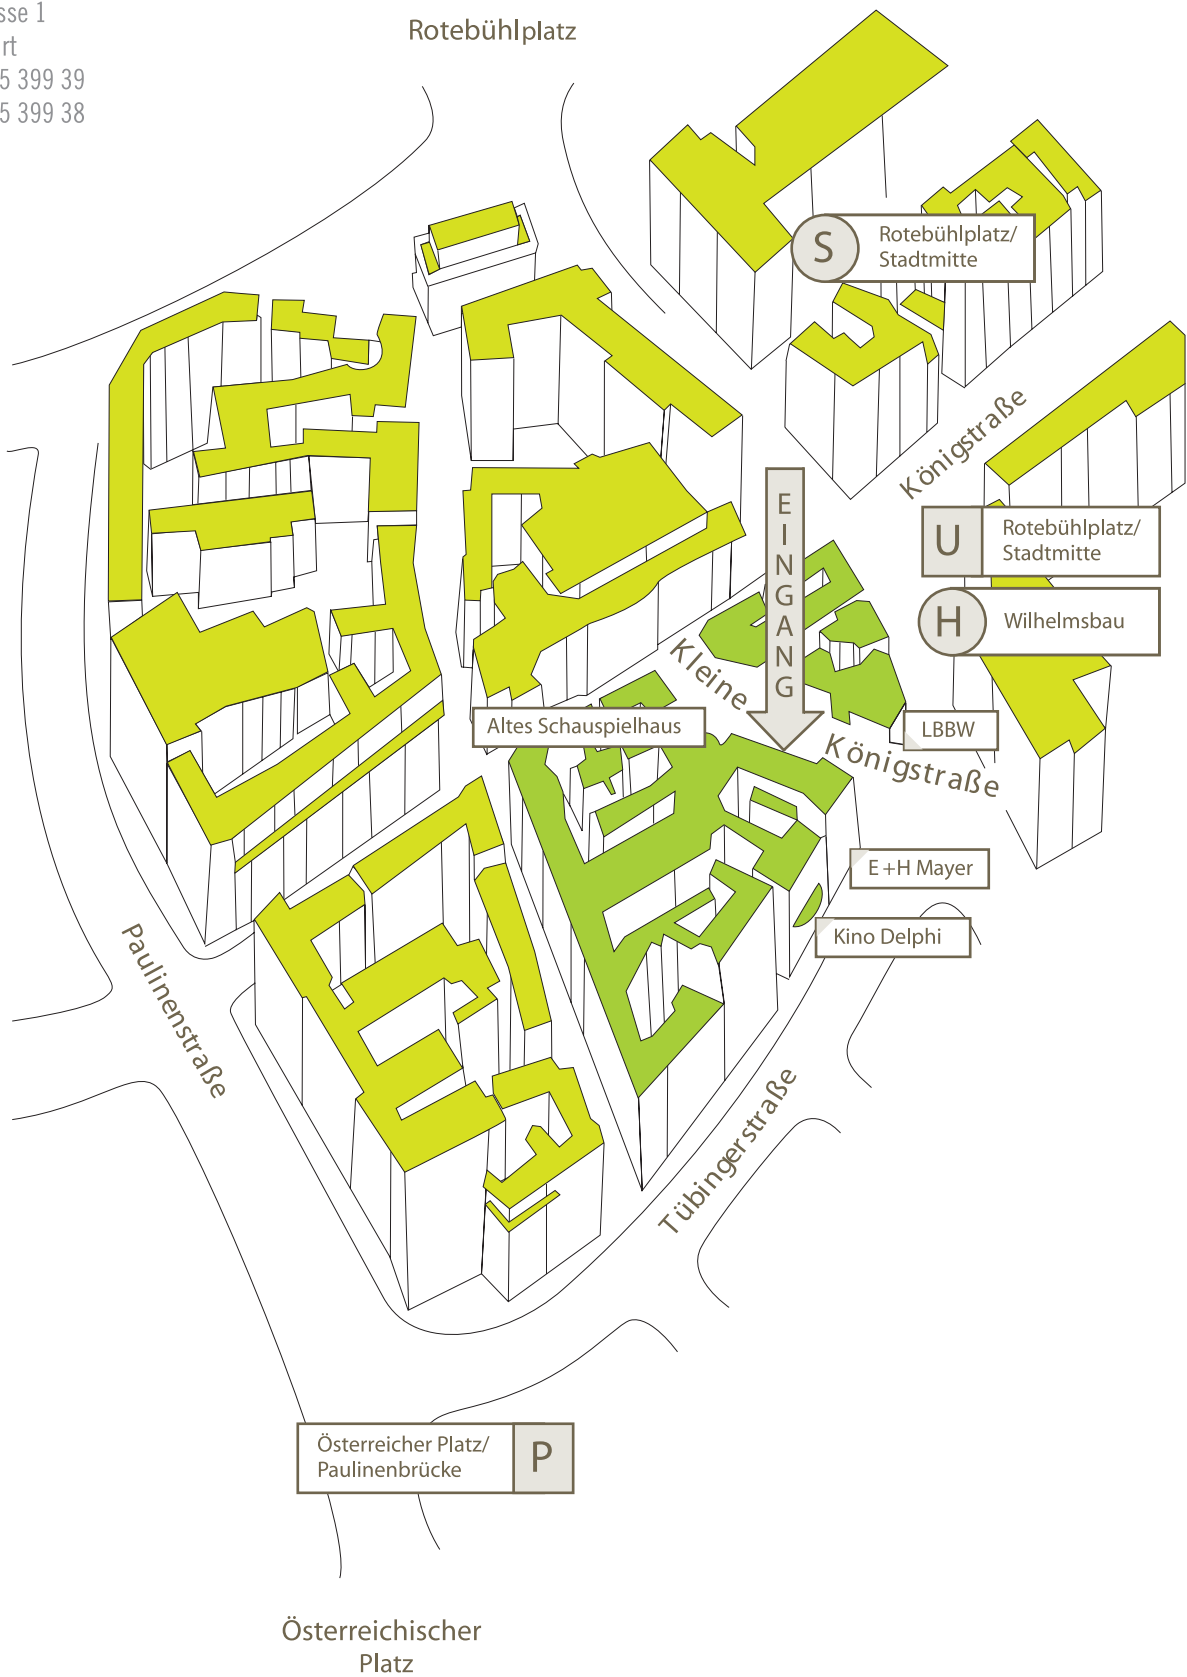 sse 1
rt
5 399 39
5 399 38
Rotebühlplatz
S
Rotebühlplatz/
Stadtmitte
Königstraße
EINGANG
U
Rotebühlplatz/
Stadtmitte
H
Wilhelmsbau
Kleine
Königstraße
Altes Schauspielhaus
LBBW
E+H Mayer
Kino Delphi
Paulinenstraße
Tübingerstraße
Österreicher Platz/
Paulinenbrücke
P
Österreichischer
Platz